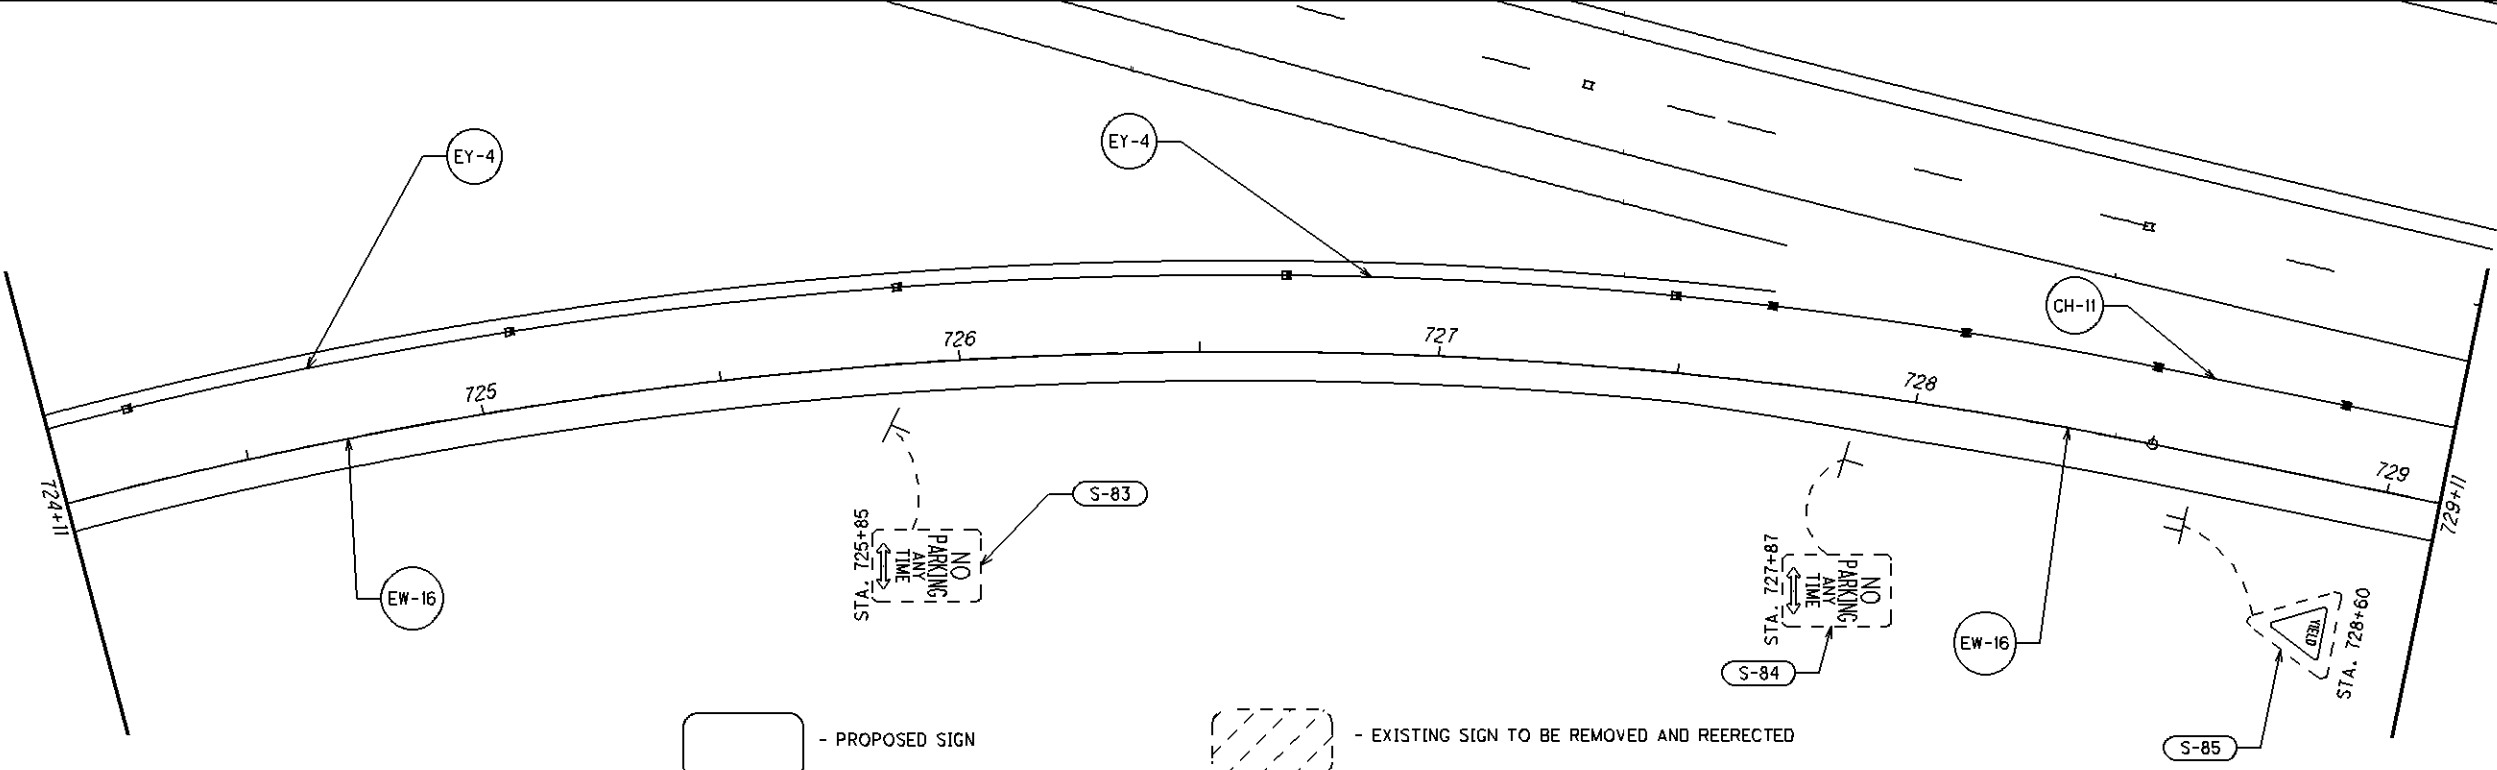 EY-4
EY-4
CH-11
725
726
727
728
729
724+11
729+11
S-83
STA. 725+85
NO
PARKING
ANY
TIME
EW-16
STA. 727+87
NO
PARKING
ANY
TIME
S-84
EW-16
YIELD
STA. 728+60
S-85
- PROPOSED SIGN
- EXISTING SIGN TO BE REMOVED AND REERECTED